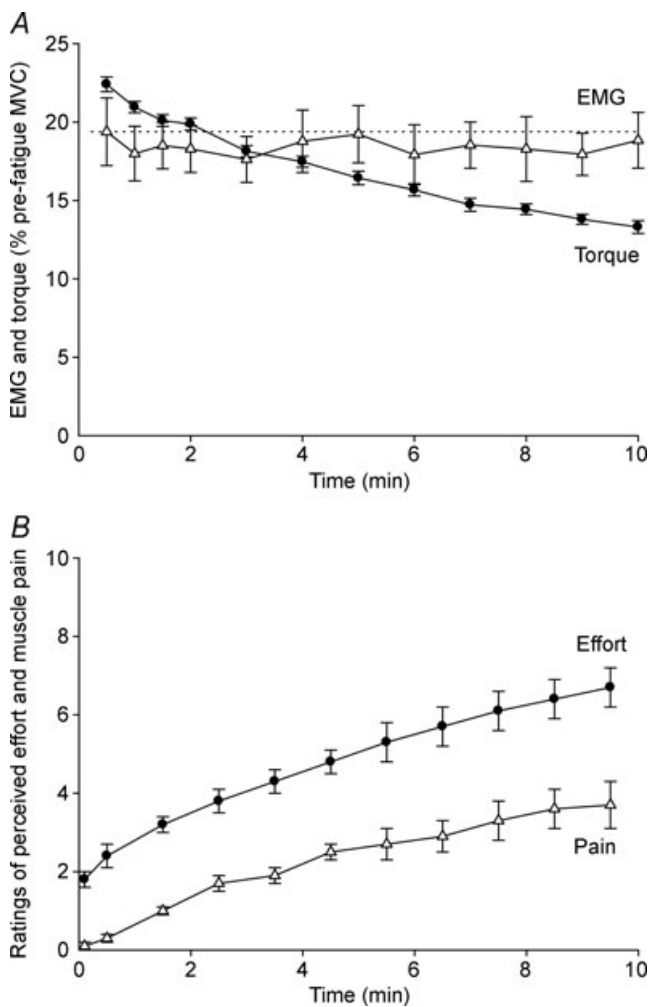 A
EMG and torque (% pre-fatigue MVC)
25
20
15
10
5
0
EMG
Torque
0 2 4 6 8 10
Time (min)
B
Ratings of perceived effort and muscle pain
10
8
6
4
2
0
Effort
Pain
0 2 4 6 8 10
Time (min)